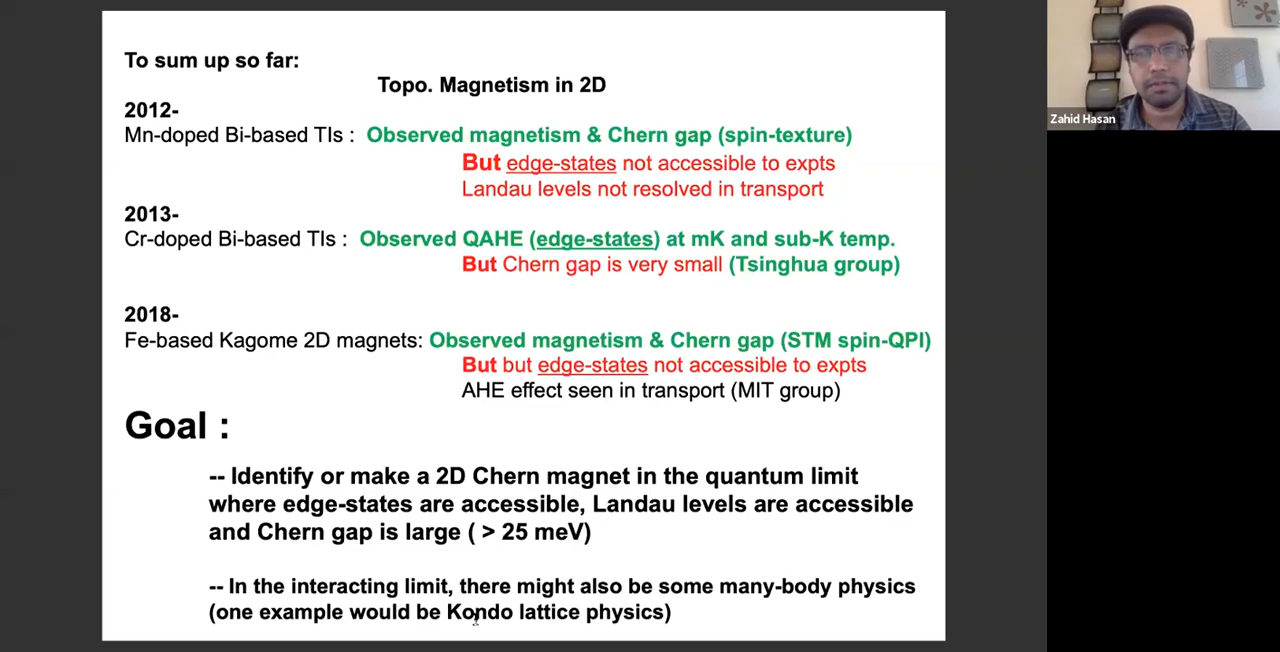 To sum up so far:
Topo. Magnetism in 2D
2012-
Mn-doped Bi-based TIs : Observed magnetism & Chern gap (spin-texture)
But edge-states not accessible to expts
Landau levels not resolved in transport
2013-
Cr-doped Bi-based TIs : Observed QAHE (edge-states) at mK and sub-K temp.
But Chern gap is very small (Tsinghua group)
2018-
Fe-based Kagome 2D magnets: Observed magnetism & Chern gap (STM spin-QPI)
But but edge-states not accessible to expts
AHE effect seen in transport (MIT group)
Goal :
-- Identify or make a 2D Chern magnet in the quantum limit
where edge-states are accessible, Landau levels are accessible
and Chern gap is large ( > 25 meV)
-- In the interacting limit, there might also be some many-body physics
(one example would be Kondo lattice physics)
Zahid Hasan